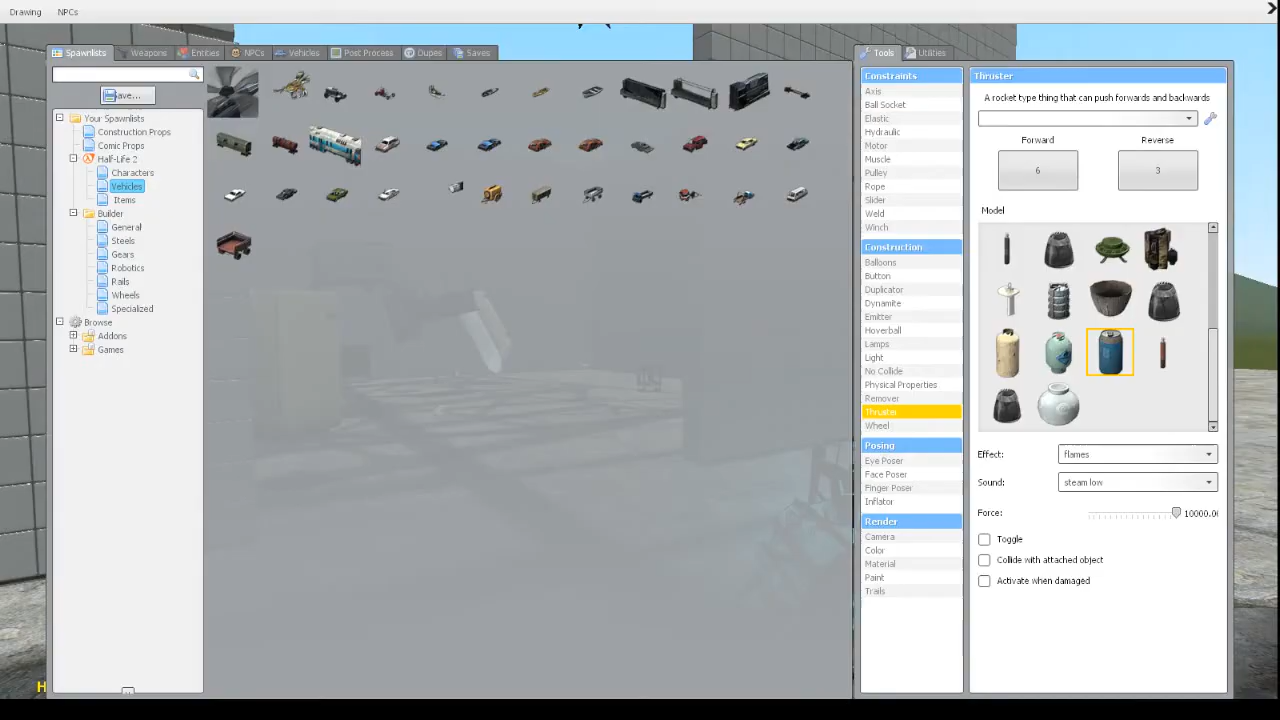 Drawing NPCs
Spawnlists Weapons Entities NPCs Vehicles Post Process Dupes Saves
Save...
Your Spawnlists
Construction Props
Comic Props
Half-Life 2
Characters
Vehicles
Items
Builder
General
Steels
Gears
Robotics
Rails
Wheels
Specialized
Browse
Addons
Games
H
Tools Utilities
Constraints
Axis
Ball Socket
Elastic
Hydraulic
Motor
Muscle
Pulley
Rope
Slider
Weld
Winch
Construction
Balloons
Button
Duplicator
Dynamite
Emitter
Hoverball
Lamps
Light
No Collide
Physical Properties
Remover
Thruster
Wheel
Posing
Eye Poser
Face Poser
Finger Poser
Inflator
Render
Camera
Color
Material
Paint
Trails
Thruster
A rocket type thing that can push forwards and backwards
Forward Reverse
6 3
Model
Effect: flames
Sound: steam low
Force: 10000.0
Toggle
Collide with attached object
Activate when damaged